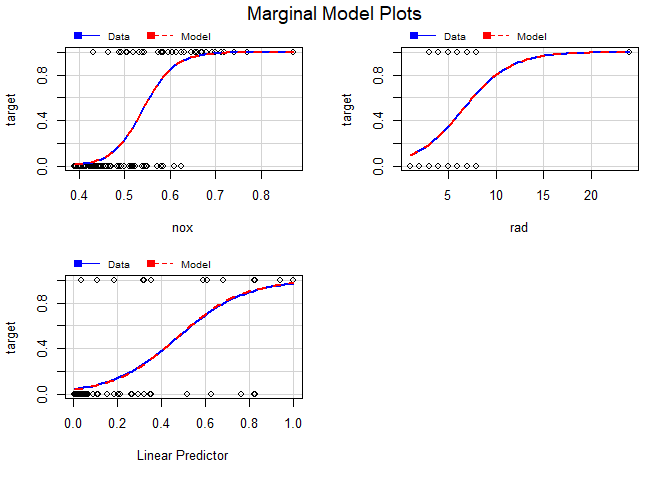 Marginal Model Plots
Data Model
target
0.0 0.4 0.8
0.4 0.5 0.6 0.7 0.8
nox
Data Model
target
0.0 0.4 0.8
5 10 15 20
rad
Data Model
target
0.0 0.4 0.8
0.0 0.2 0.4 0.6 0.8 1.0
Linear Predictor